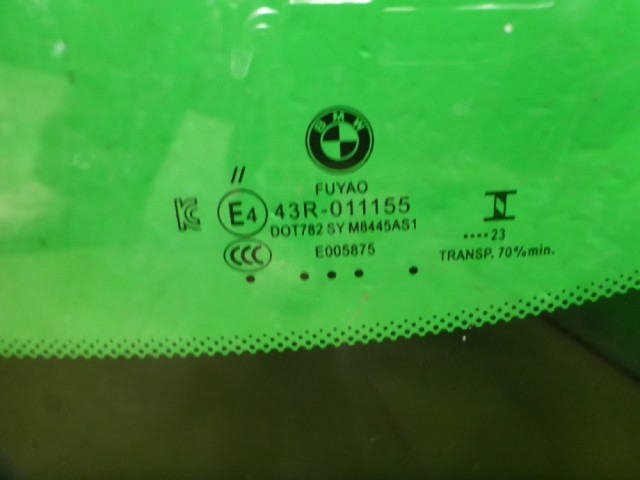 BMW
//
FUYAO
E4 43R-011155
DOT782 SY M8445AS1
CCC E005875
•••• 23
TRANSP. 70%min.